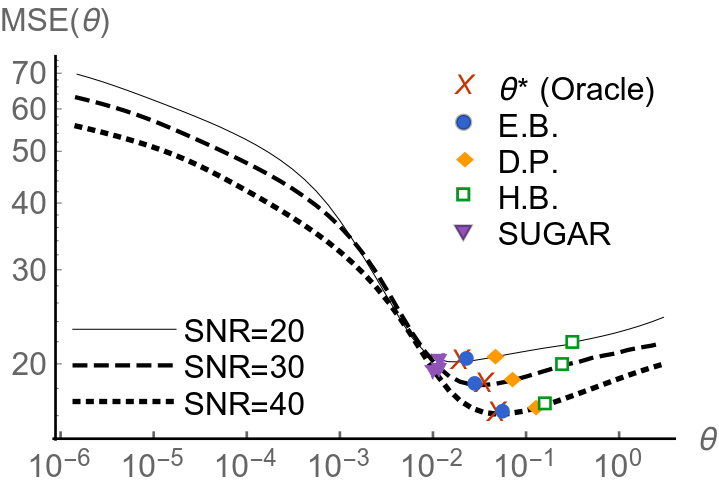 MSE(θ)
70
60
50
40
30
20
θ* (Oracle)
E.B.
D.P.
H.B.
SUGAR
SNR=20
SNR=30
SNR=40
10⁻⁶ 10⁻⁵ 10⁻⁴ 10⁻³ 10⁻² 10⁻¹ 10⁰
θ